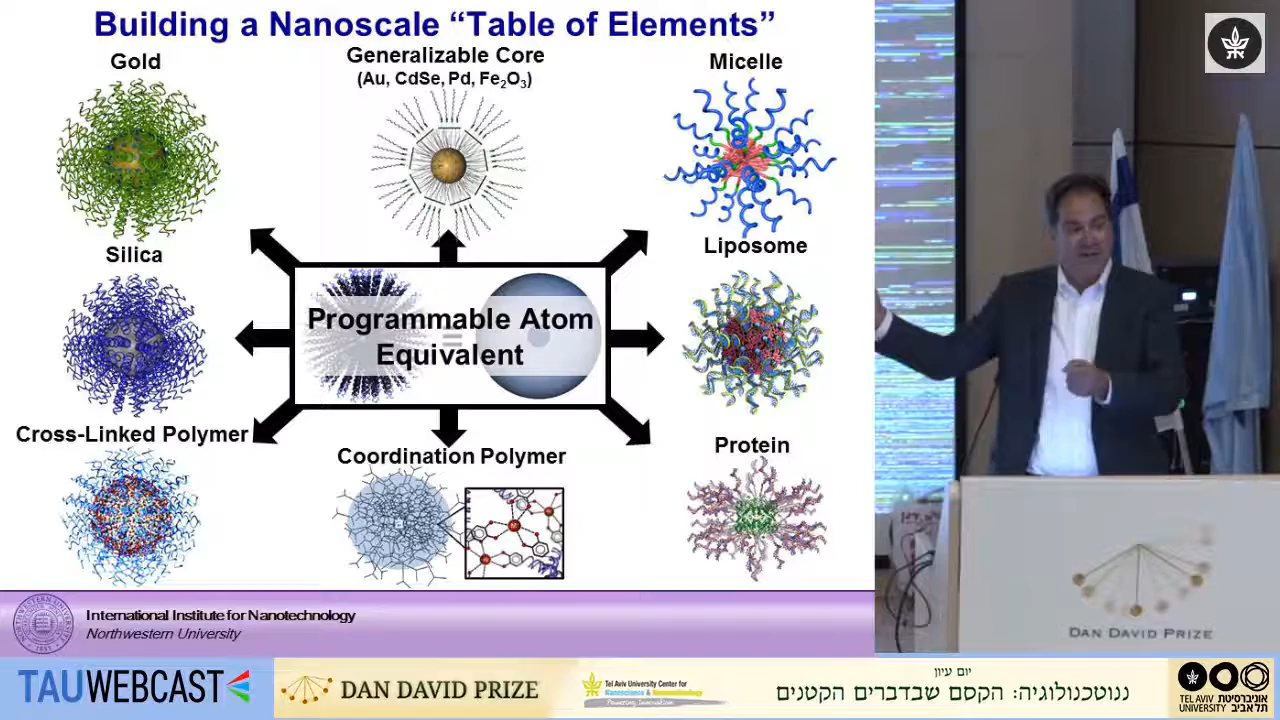 Building a Nanoscale “Table of Elements”
Gold
Generalizable Core
(Au, CdSe, Pd, Fe₂O₃)
Micelle
Silica
Liposome
Programmable Atom
Equivalent
Cross-Linked Polymer
Coordination Polymer
Protein
M
International Institute for Nanotechnology
Northwestern University
DAN DAVID PRIZE
TAUWEBCAST
DAN DAVID PRIZE
Tel Aviv University Center for
Nanoscience & Nanotechnology
Powering Innovation
יום עיון
ננוטכנולוגיה: הקסם שבדברים הקטנים
TEL AVIV אוניברסיטת
UNIVERSITY תל אביב